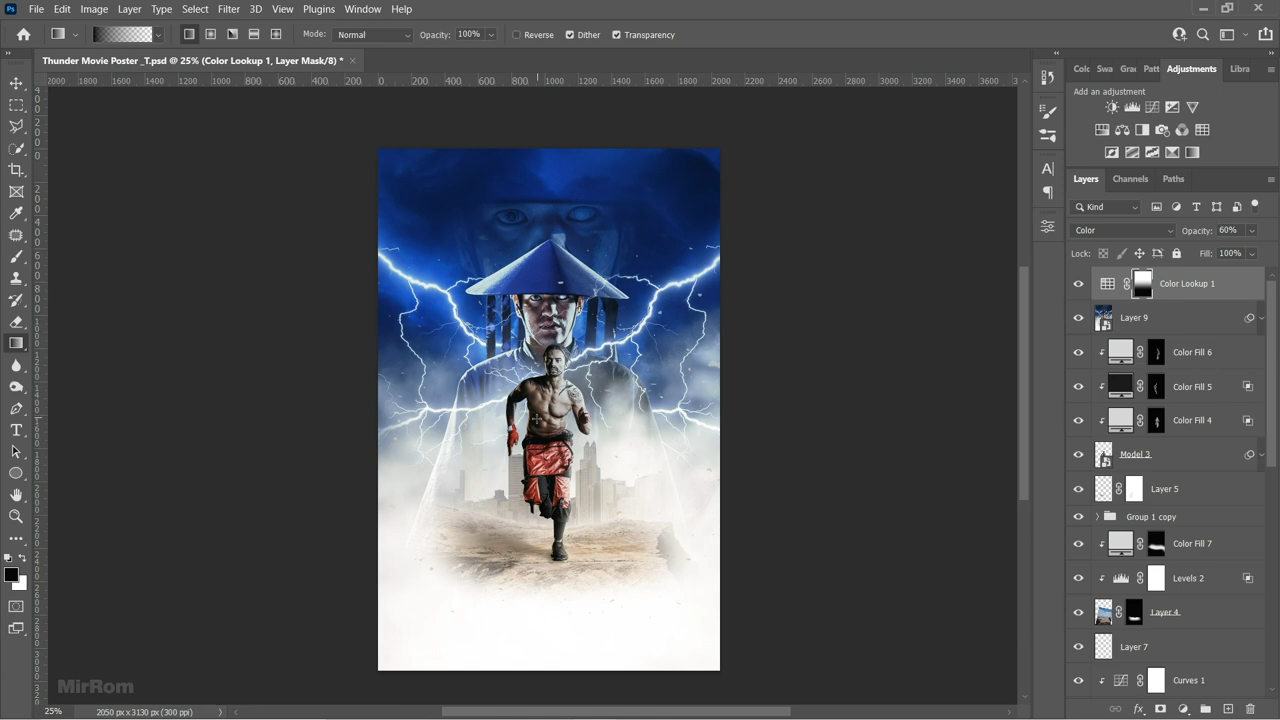 File Edit Image Layer Type Select Filter 3D View Plugins Window Help
Mode: Normal Opacity: 100% Reverse Dither Transparency
Thunder Movie Poster _T.psd @ 25% (Color Lookup 1, Layer Mask/8) *
Colc Swa Grac Patt Adjustments Libra
2000 1800 1600 1400 1200 1000 800 600 400 200 0 200 400 600 800 1000 1200 1400 1600 1800 2000 2200 2400 2600 2800 3000 3200 3400 3600
Add an adjustment
Layers Channels Paths
Kind
Color Opacity: 60%
Lock: Fill: 100%
Color Lookup 1
Layer 9
Color Fill 6
Color Fill 5
Color Fill 4
Model 3
Layer 5
Group 1 copy
Color Fill 7
Levels 2
Layer 4
Layer 7
Curves 1
MirRom
25% 2050 px x 3130 px (300 ppi)